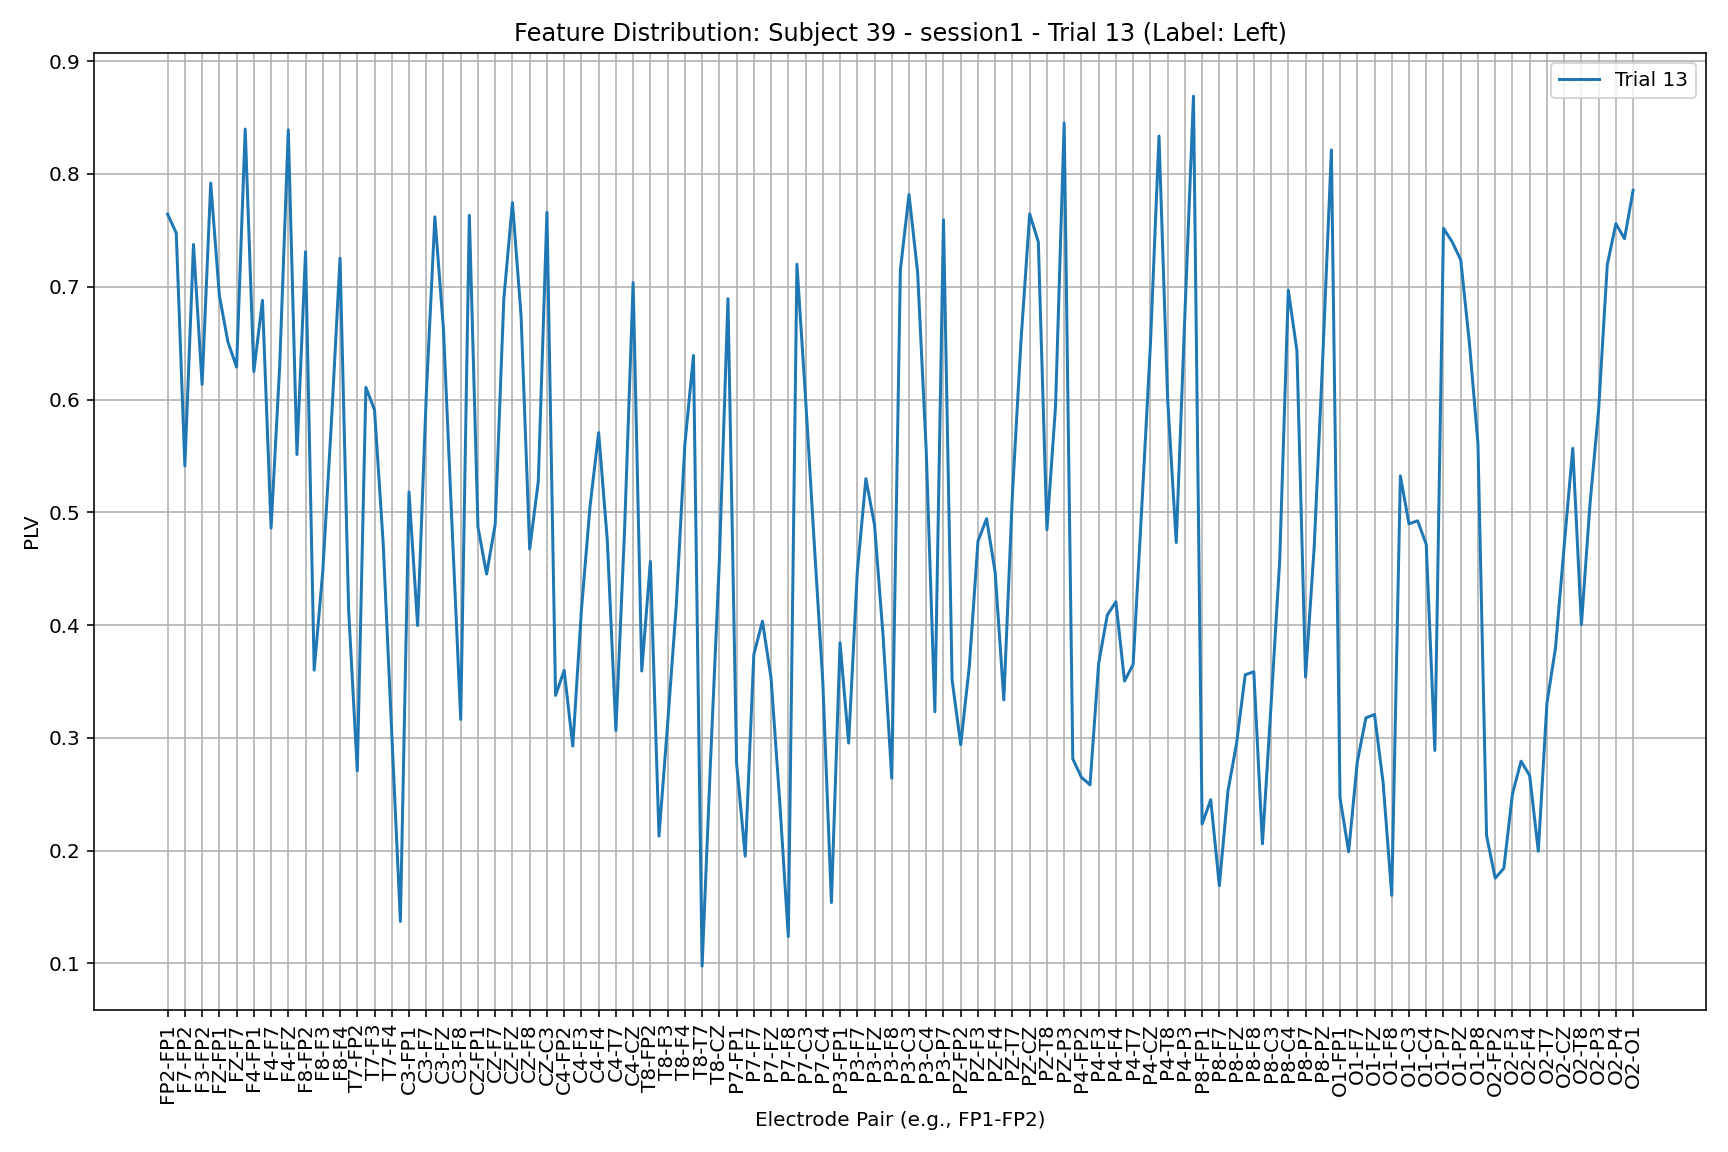 Feature Distribution: Subject 39 - session1 - Trial 13 (Label: Left)
Trial 13
0.9
0.8
0.7
0.6
0.5
0.4
0.3
0.2
0.1
PLV
FP2-FP1
F7-FP2
F3-FP2
FZ-FP1
FZ-F7
F4-FP1
F4-F7
F4-FZ
F8-FP2
F8-F3
F8-F4
T7-FP2
T7-F3
T7-F4
C3-FP1
C3-F7
C3-FZ
C3-F8
CZ-FP1
CZ-F7
CZ-FZ
CZ-F8
CZ-C3
C4-FP2
C4-F3
C4-F4
C4-T7
C4-CZ
T8-FP2
T8-F3
T8-F4
T8-T7
T8-CZ
P7-FP1
P7-F7
P7-FZ
P7-F8
P7-C3
P7-C4
P3-FP1
P3-F7
P3-FZ
P3-F8
P3-C3
P3-C4
P3-P7
PZ-FP2
PZ-F3
PZ-F4
PZ-T7
PZ-CZ
PZ-T8
PZ-P3
P4-FP2
P4-F3
P4-F4
P4-T7
P4-CZ
P4-T8
P4-P3
P8-FP1
P8-F7
P8-FZ
P8-F8
P8-C3
P8-C4
P8-P7
P8-PZ
O1-FP1
O1-F7
O1-FZ
O1-F8
O1-C3
O1-C4
O1-P7
O1-PZ
O1-P8
O2-FP2
O2-F3
O2-F4
O2-T7
O2-CZ
O2-T8
O2-P3
O2-P4
O2-O1
Electrode Pair (e.g., FP1-FP2)